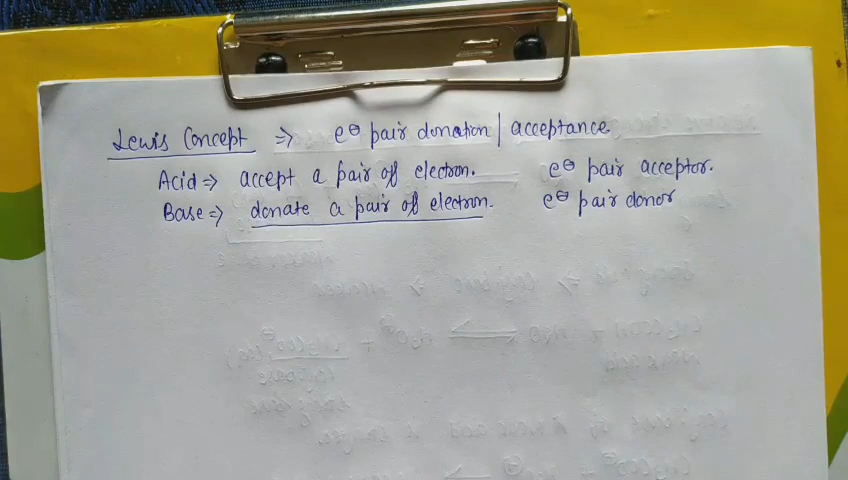 Lewis Concept ⇒ e⊖ pair donation | acceptance.
Acid ⇒ accept a pair of electron. e⊖ pair acceptor.
Base ⇒ donate a pair of electron. e⊖ pair donor